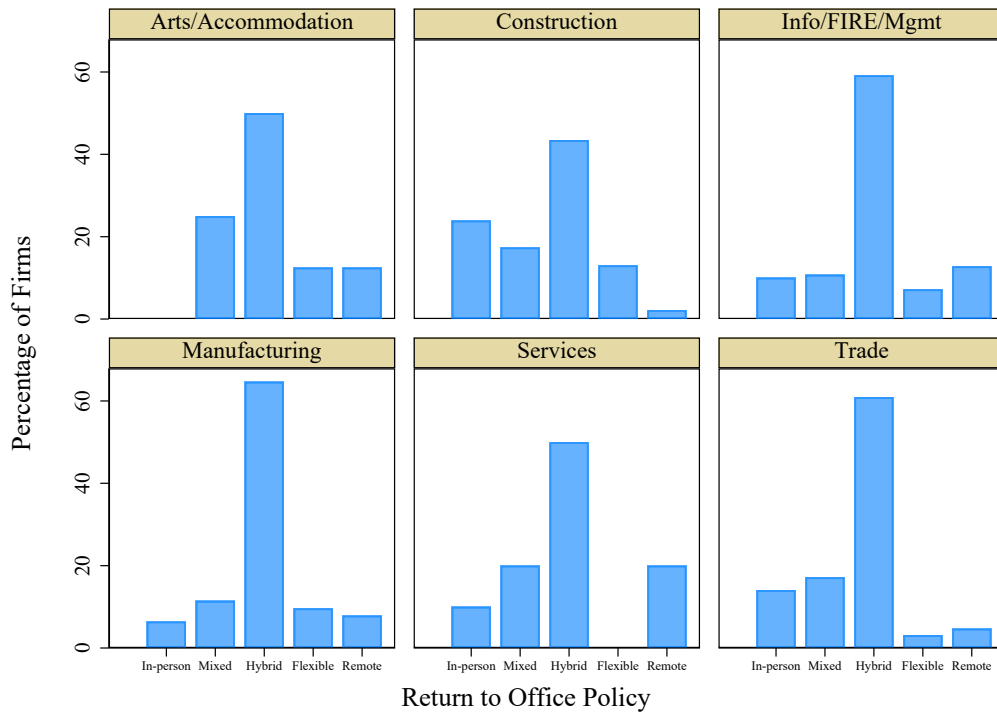 Arts/Accommodation
Construction
Info/FIRE/Mgmt
60
40
20
0
Manufacturing
Services
Trade
60
40
20
0
In-person Mixed Hybrid Flexible Remote
In-person Mixed Hybrid Flexible Remote
In-person Mixed Hybrid Flexible Remote
Percentage of Firms
Return to Office Policy